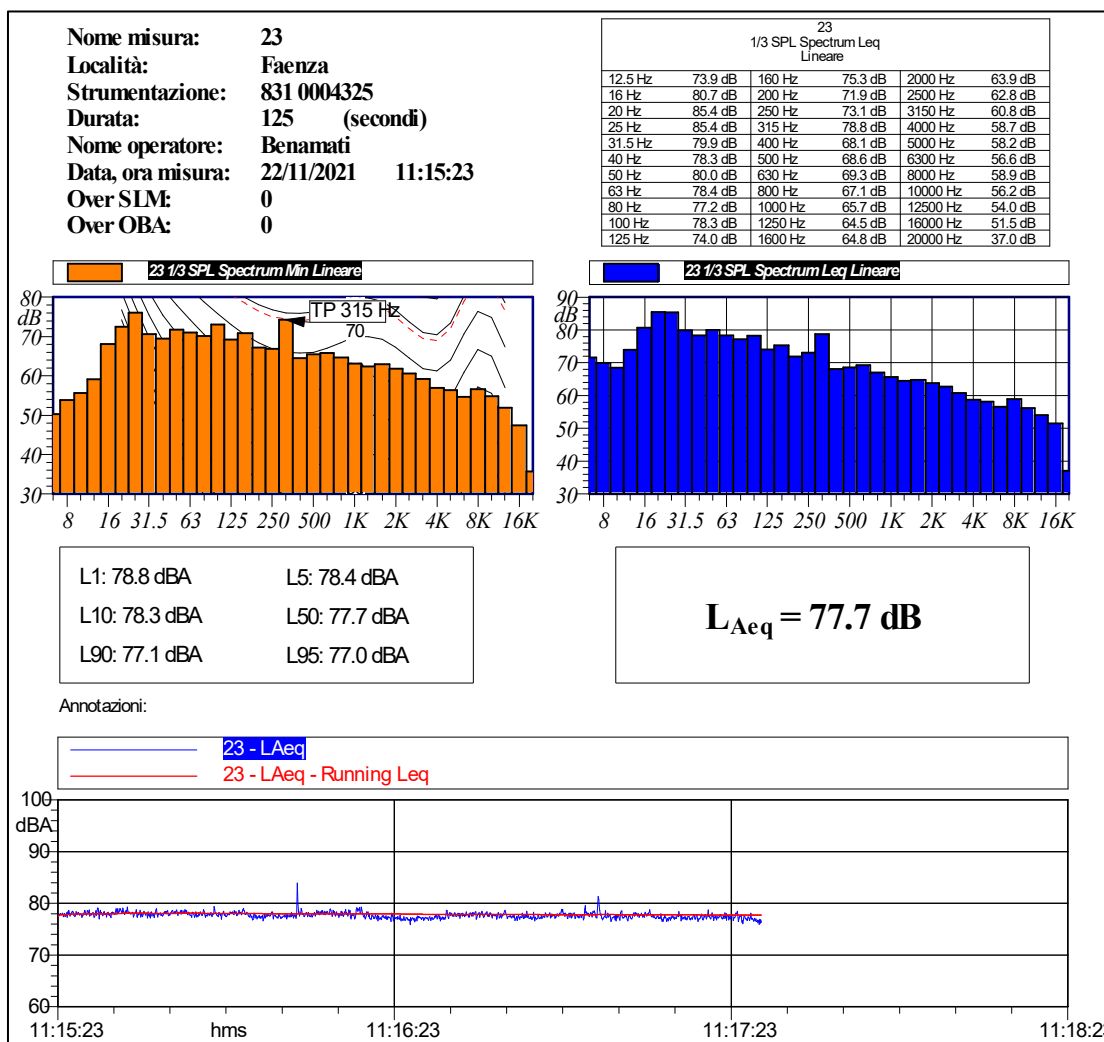 Nome misura: 23
Località: Faenza
Strumentazione: 831 0004325
Durata: 125 (secondi)
Nome operatore: Benamati
Data, ora misura: 22/11/2021 11:15:23
Over SLM: 0
Over OBA: 0
23
1/3 SPL Spectrum Leq
Lineare
12.5 Hz 73.9 dB 160 Hz 75.3 dB 2000 Hz 63.9 dB
16 Hz 80.7 dB 200 Hz 71.9 dB 2500 Hz 62.8 dB
20 Hz 85.4 dB 250 Hz 73.1 dB 3150 Hz 60.8 dB
25 Hz 85.4 dB 315 Hz 78.8 dB 4000 Hz 58.7 dB
31.5 Hz 79.9 dB 400 Hz 68.1 dB 5000 Hz 58.2 dB
40 Hz 78.3 dB 500 Hz 68.6 dB 6300 Hz 56.6 dB
50 Hz 80.0 dB 630 Hz 69.3 dB 8000 Hz 58.9 dB
63 Hz 78.4 dB 800 Hz 67.1 dB 10000 Hz 56.2 dB
80 Hz 77.2 dB 1000 Hz 65.7 dB 12500 Hz 54.0 dB
100 Hz 78.3 dB 1250 Hz 64.5 dB 16000 Hz 51.5 dB
125 Hz 74.0 dB 1600 Hz 64.8 dB 20000 Hz 37.0 dB
23 1/3 SPL Spectrum Min Lineare
80
dB
70
60
50
40
30
TP 315 Hz
70
8 16 31.5 63 125 250 500 1K 2K 4K 8K 16K
23 1/3 SPL Spectrum Leq Lineare
90
dB
80
70
60
50
40
30
8 16 31.5 63 125 250 500 1K 2K 4K 8K 16K
L1: 78.8 dBA L5: 78.4 dBA
L10: 78.3 dBA L50: 77.7 dBA
L90: 77.1 dBA L95: 77.0 dBA
LAeq = 77.7 dB
Annotazioni:
23 - LAeq
23 - LAeq - Running Leq
100
dBA
90
80
70
60
11:15:23 hms 11:16:23 11:17:23 11:18:23